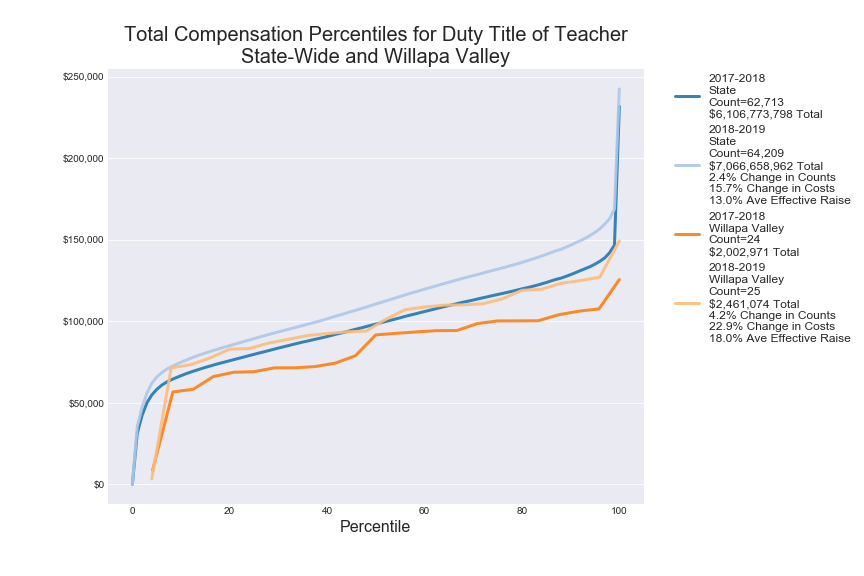 Total Compensation Percentiles for Duty Title of Teacher
State-Wide and Willapa Valley
$250,000
$200,000
$150,000
$100,000
$50,000
$0
0
20
40
60
80
100
Percentile
2017-2018
State
Count=62,713
$6,106,773,798 Total
2018-2019
State
Count=64,209
$7,066,658,962 Total
2.4% Change in Counts
15.7% Change in Costs
13.0% Ave Effective Raise
2017-2018
Willapa Valley
Count=24
$2,002,971 Total
2018-2019
Willapa Valley
Count=25
$2,461,074 Total
4.2% Change in Counts
22.9% Change in Costs
18.0% Ave Effective Raise